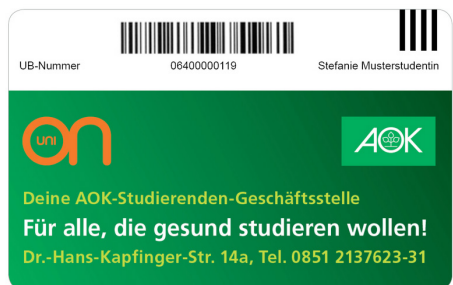 UB-Nummer 06400000119 Stefanie Musterstudentin
uni on AOK
Deine AOK-Studierenden-Geschäftsstelle
Für alle, die gesund studieren wollen!
Dr.-Hans-Kapfinger-Str. 14a, Tel. 0851 2137623-31